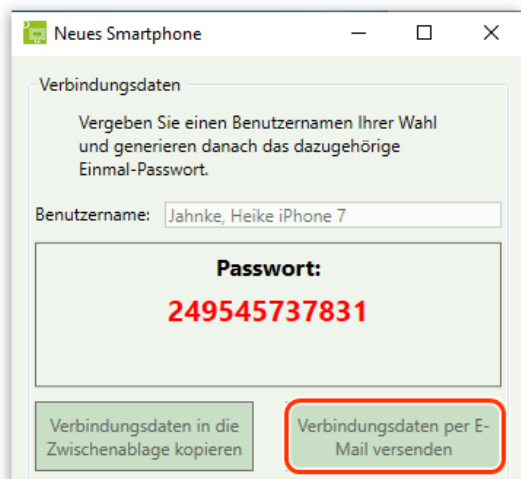 Neues Smartphone
Verbindungsdaten
Vergeben Sie einen Benutzernamen Ihrer Wahl
und generieren danach das dazugehörige
Einmal-Passwort.
Benutzername: Jahnke, Heike iPhone 7
Passwort:
249545737831
Verbindungsdaten in die
Zwischenablage kopieren
Verbindungsdaten per E-
Mail versenden